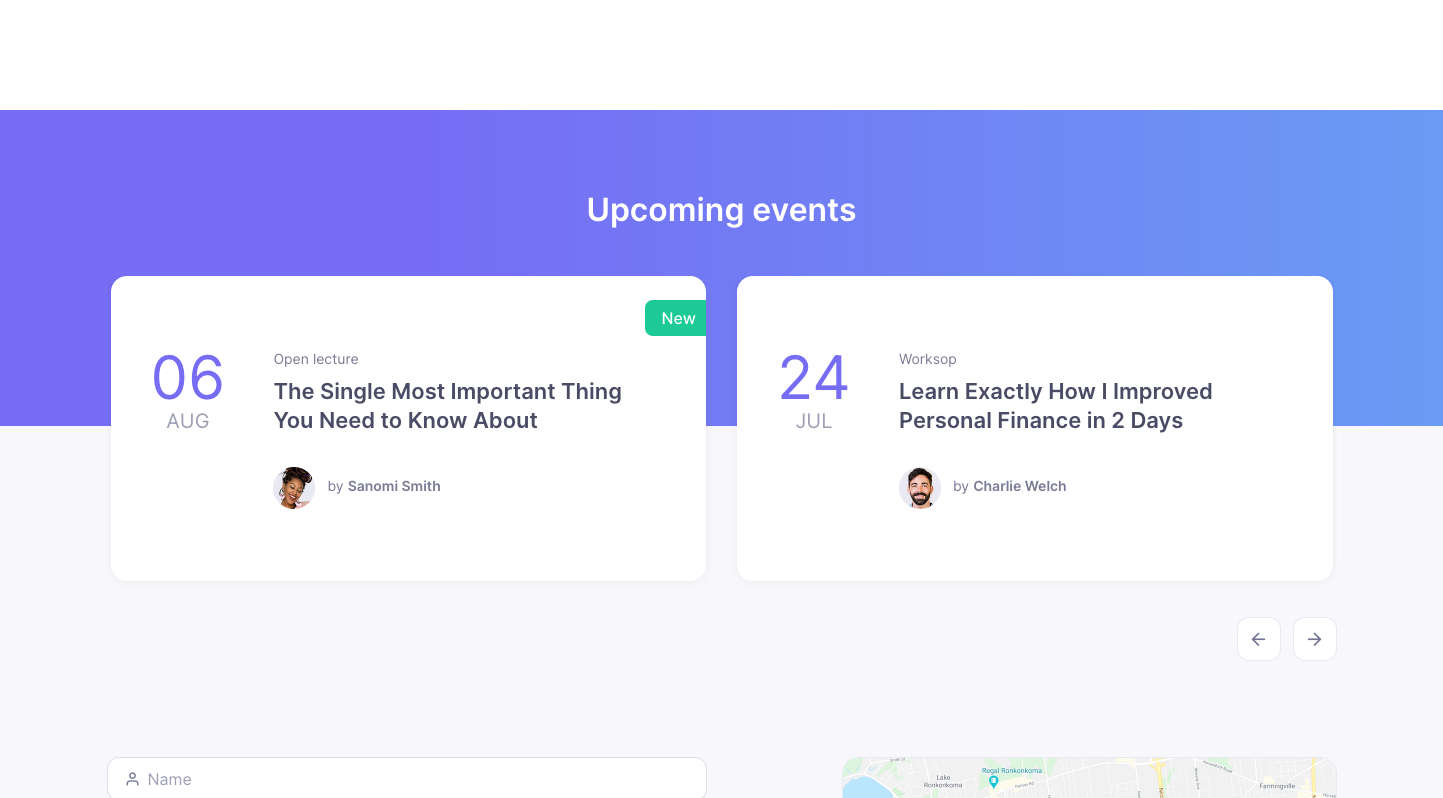 Upcoming events
New
06
AUG
Open lecture
The Single Most Important Thing
You Need to Know About
by Sanomi Smith
24
JUL
Worksop
Learn Exactly How I Improved
Personal Finance in 2 Days
by Charlie Welch
Name
Regal Ronkonkoma
Lake
Ronkonkoma
Farmingville